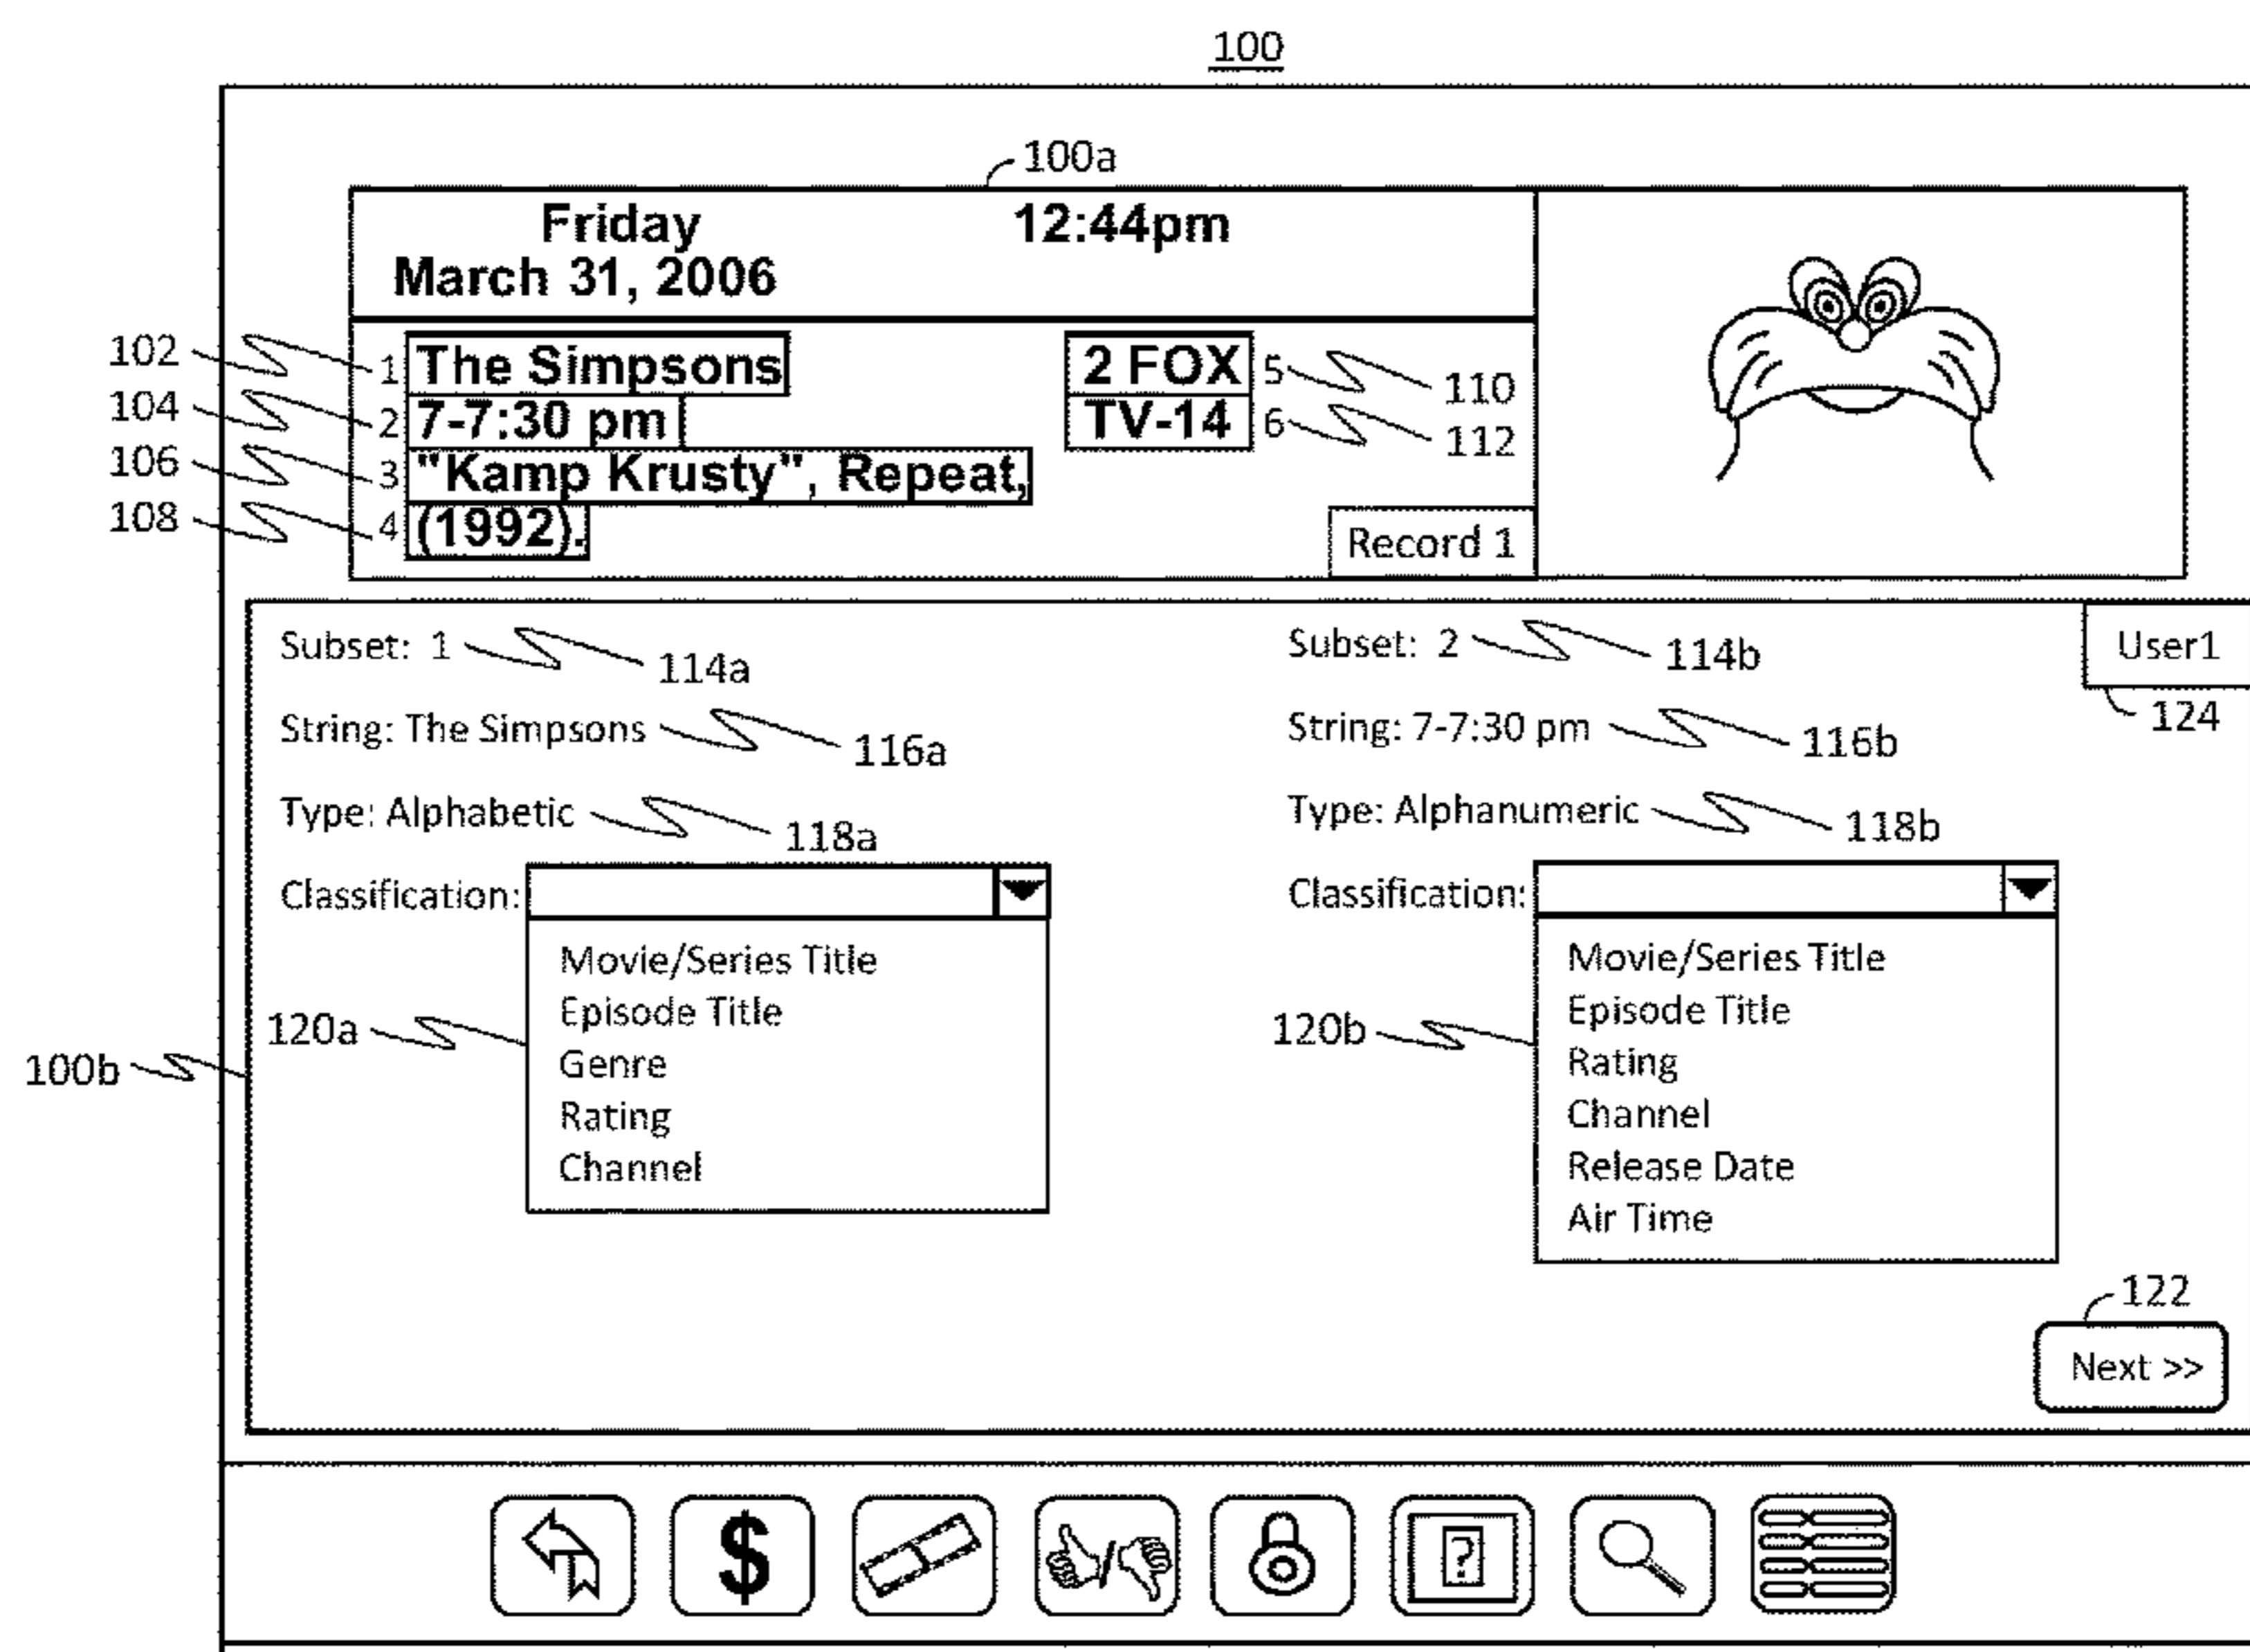 100
100a
Friday 12:44pm
March 31, 2006
102 1 The Simpsons 2 FOX 5 110
104 2 7-7:30 pm TV-14 6 112
106 3 "Kamp Krusty", Repeat,
108 4 (1992).
Record 1
Subset: 1 114a
String: The Simpsons 116a
Type: Alphabetic 118a
Classification:
Movie/Series Title
Episode Title
Genre
Rating
Channel
120a
100b
Subset: 2 114b
String: 7-7:30 pm 116b
Type: Alphanumeric 118b
Classification:
Movie/Series Title
Episode Title
Rating
Channel
Release Date
Air Time
120b
User1
124
122
Next >>
$
?